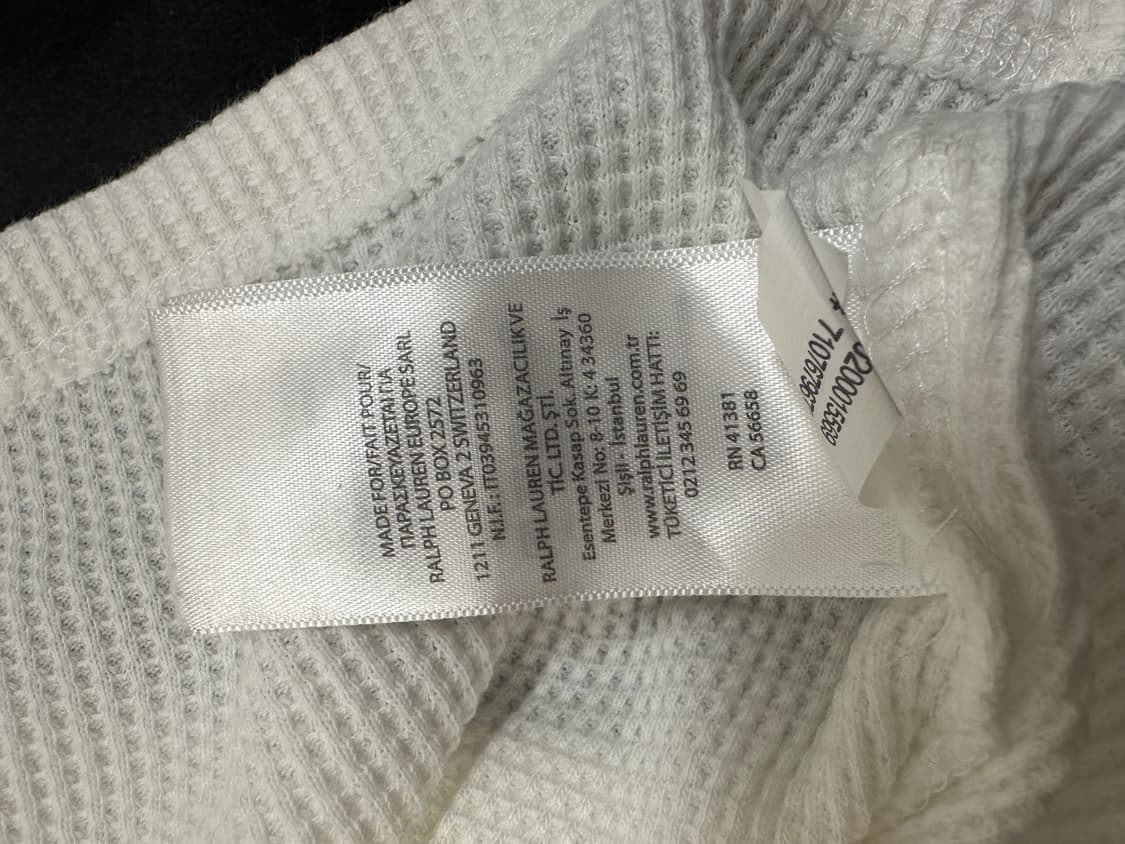 MADE FOR/FAIT POUR/
ΠΑΡΑΣΚΕΥΑΖΕΤΑΙ ΓΙΑ
RALPH LAUREN EUROPE SARL
PO BOX 2572
1211 GENEVA 2 SWITZERLAND
N.I.F. : IT03945310963
RALPH LAUREN MAĞAZACILIK VE
TİC. LTD. ŞTİ.
Esentepe Kasap Sok. Altınay İş
Merkezi No: 8-10 K: 4 34360
Şişli - İstanbul
www.ralphlauren.com.tr
TÜKETİCİ İLETİŞİM HATTI:
0212 345 69 69
RN 41381
CA 56658